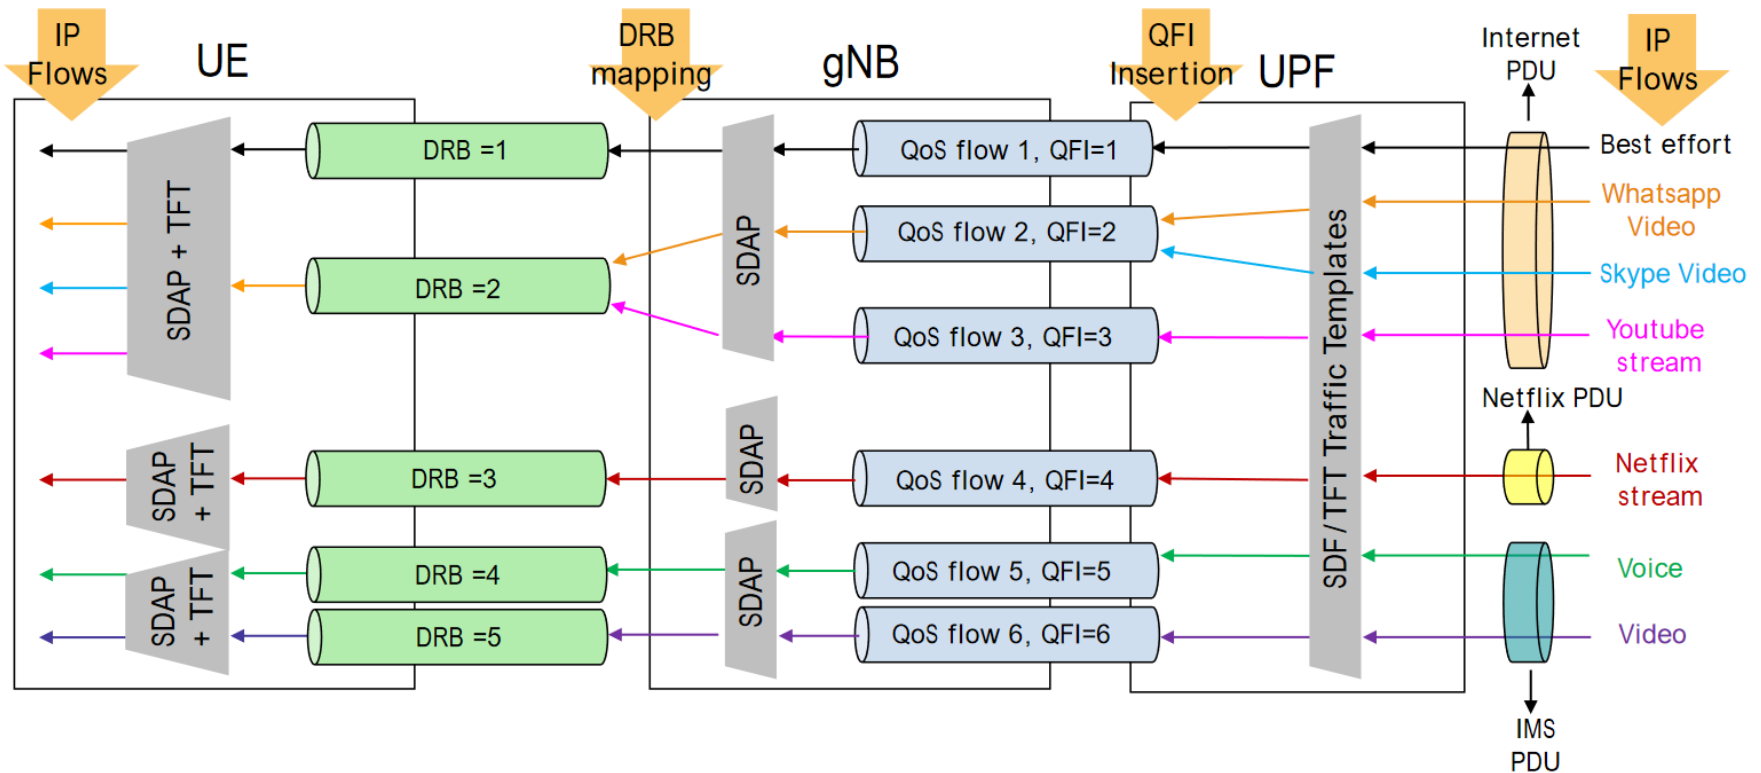 IP
Flows
UE
DRB
mapping
gNB
QFI
Insertion
UPF
Internet
PDU
IP
Flows
SDAP + TFT
DRB =1
DRB =2
SDAP
QoS flow 1, QFI=1
QoS flow 2, QFI=2
QoS flow 3, QFI=3
SDF/TFT Traffic Templates
Best effort
Whatsapp
Video
Skype Video
Youtube
stream
Netflix PDU
SDAP
+ TFT
DRB =3
SDAP
QoS flow 4, QFI=4
Netflix
stream
SDAP
+ TFT
DRB =4
DRB =5
SDAP
QoS flow 5, QFI=5
QoS flow 6, QFI=6
Voice
Video
IMS
PDU